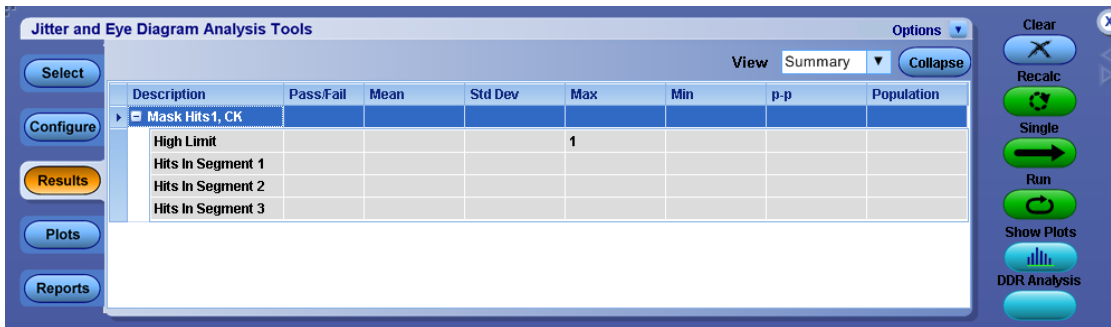 Jitter and Eye Diagram Analysis Tools
Options
Clear
View Summary Collapse
Select
Recalc
Description Pass/Fail Mean Std Dev Max Min p-p Population
Mask Hits1, CK
Configure
Single
High Limit 1
Hits In Segment 1
Results
Hits In Segment 2
Run
Hits In Segment 3
Plots
Show Plots
Reports
DDR Analysis